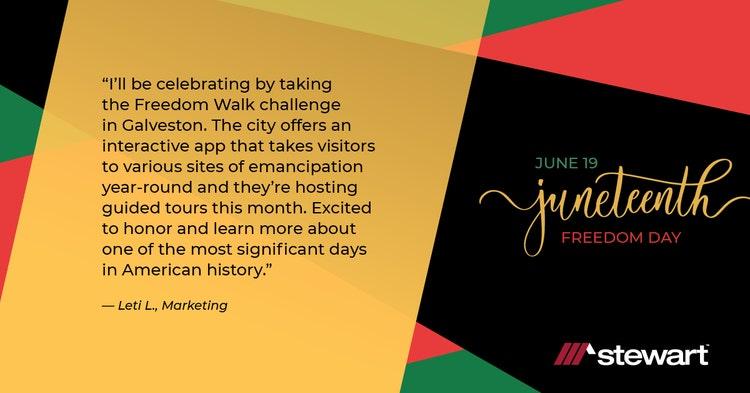 “I’ll be celebrating by taking
the Freedom Walk challenge
in Galveston. The city offers an
interactive app that takes visitors
to various sites of emancipation
year-round and they’re hosting
guided tours this month. Excited
to honor and learn more about
one of the most significant days
in American history.”
— Leti L., Marketing
JUNE 19
juneteenth
FREEDOM DAY
stewart™